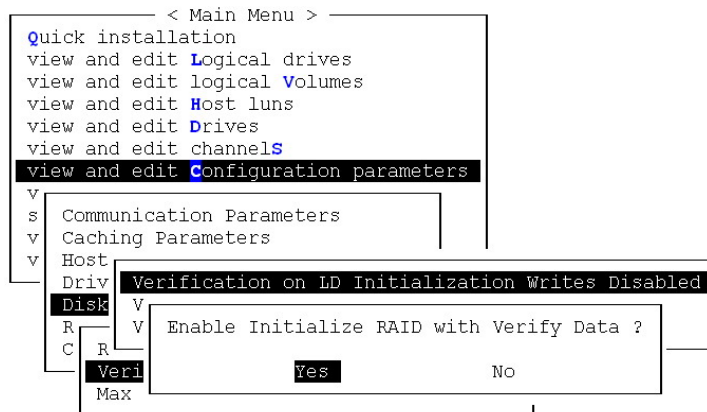 < Main Menu >
Quick installation
view and edit Logical drives
view and edit logical Volumes
view and edit Host luns
view and edit Drives
view and edit channelS
view and edit Configuration parameters
v
s Communication Parameters
v Caching Parameters
v Host
Driv Verification on LD Initialization Writes Disabled
Disk V
R V Enable Initialize RAID with Verify Data ?
C R
Veri Yes No
Max